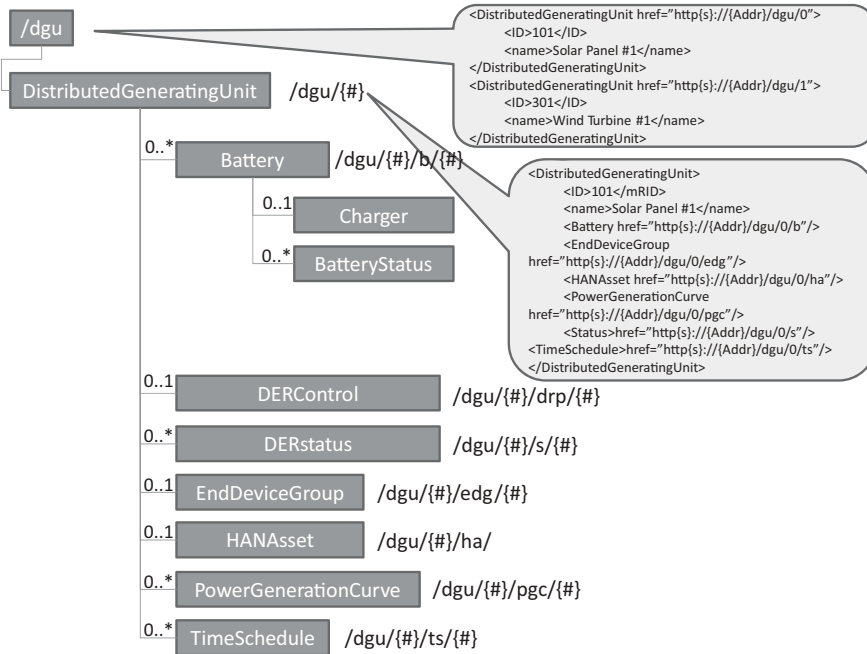 /dgu
DistributedGeneratingUnit /dgu/{#}
0..* Battery /dgu/{#}/b/{#}
0..1 Charger
0..* BatteryStatus
0..1 DERControl /dgu/{#}/drp/{#}
0..* DERstatus /dgu/{#}/s/{#}
0..1 EndDeviceGroup /dgu/{#}/edg/{#}
0..1 HANAsset /dgu/{#}/ha/
0..* PowerGenerationCurve /dgu/{#}/pgc/{#}
0..* TimeSchedule /dgu/{#}/ts/{#}
<DistributedGeneratingUnit href="http{s}://{Addr}/dgu/0">
<ID>101</ID>
<name>Solar Panel #1</name>
</DistributedGeneratingUnit>
<DistributedGeneratingUnit href="http{s}://{Addr}/dgu/1">
<ID>301</ID>
<name>Wind Turbine #1</name>
</DistributedGeneratingUnit>
<DistributedGeneratingUnit>
<ID>101</mRID>
<name>Solar Panel #1</name>
<Battery href="http{s}://{Addr}/dgu/0/b"/>
<EndDeviceGroup
href="http{s}://{Addr}/dgu/0/edg"/>
<HANAsset href="http{s}://{Addr}/dgu/0/ha"/>
<PowerGenerationCurve
href="http{s}://{Addr}/dgu/0/pgc"/>
<Status>href="http{s}://{Addr}/dgu/0/s"/>
<TimeSchedule>href="http{s}://{Addr}/dgu/0/ts"/>
</DistributedGeneratingUnit>